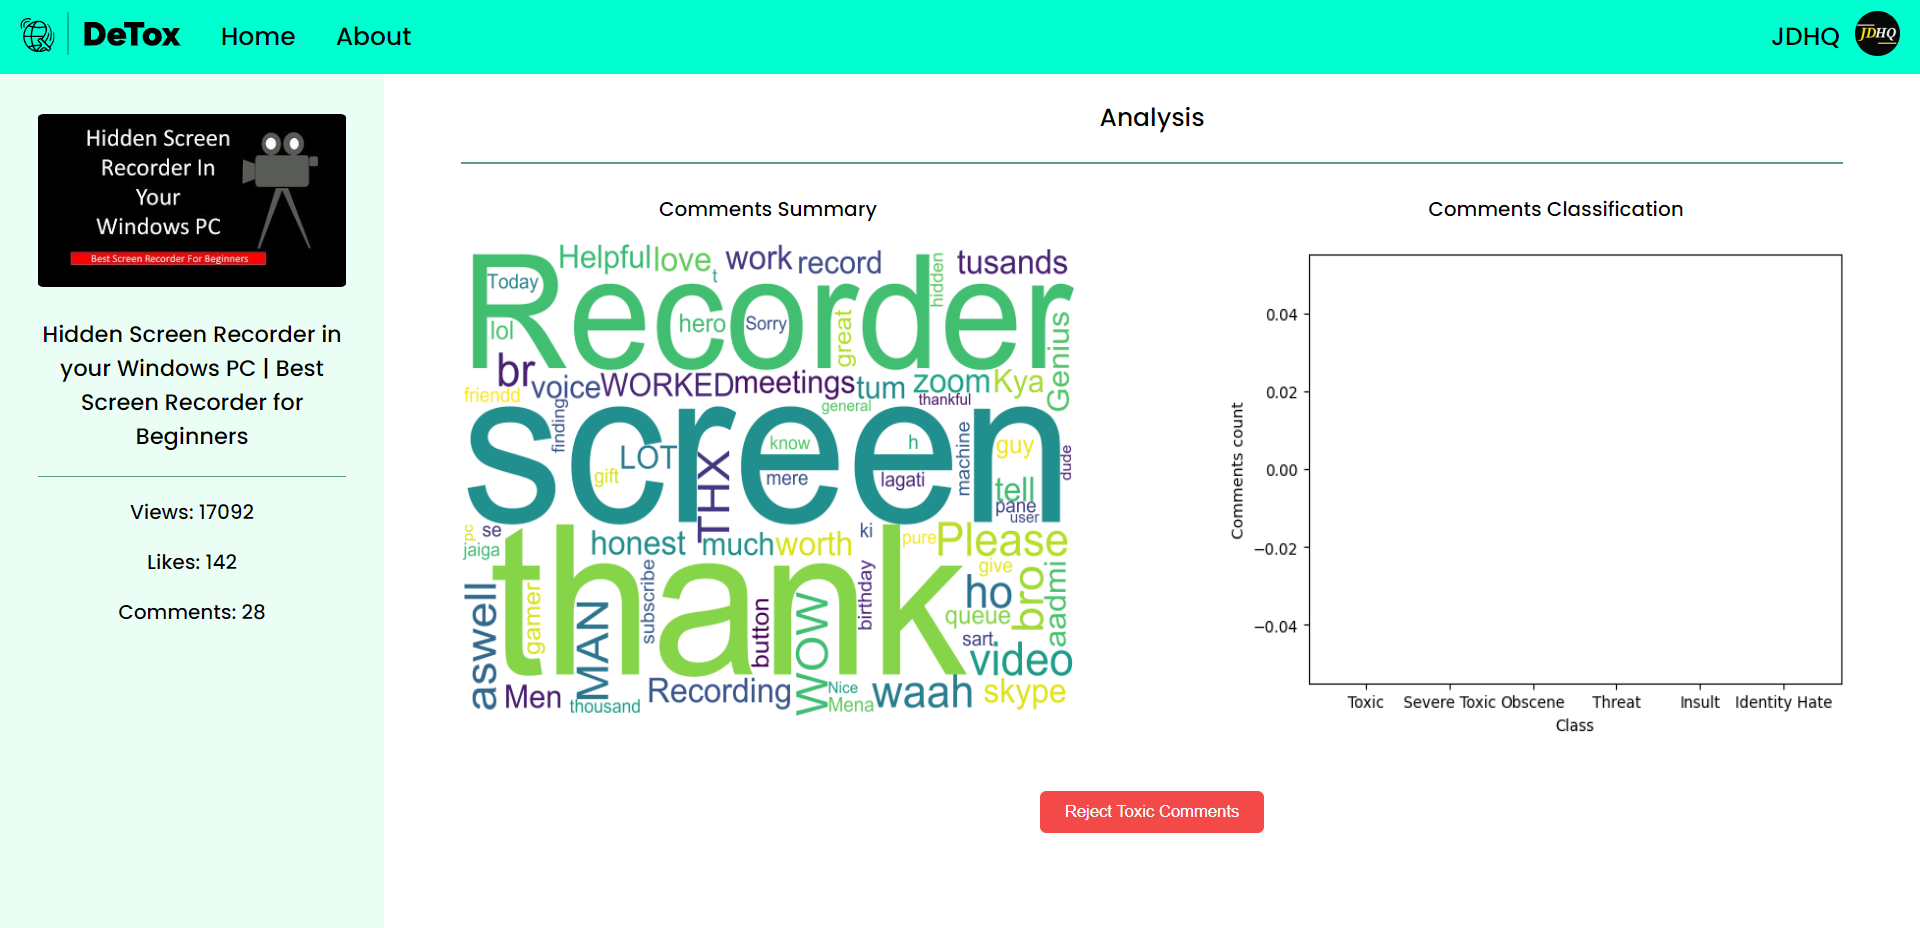 DeTox
Home
About
JDHQ
JDHQ
Hidden Screen
Recorder In
Your
Windows PC
Best Screen Recorder For Beginners
Hidden Screen Recorder in
your Windows PC | Best
Screen Recorder for
Beginners
Views: 17092
Likes: 142
Comments: 28
Analysis
Comments Summary
Helpful
love
t
work
record
hidden
tusands
Today
Recorder
lol
hero
Sorry
great
Genius
br
voice
WORKED
meetings
tum
zoom
Kya
friendd
finding
general
thankful
screen
LOT
gift
THX
know
mere
h
lagati
machine
guy
dude
tell
pane
user
pc
se
jaiga
honest
much
worth
ki
pure
Please
give
thank
aswell
gamer
MAN
subscribe
button
WOW
birthday
ho
bro
aadmi
queue
sart
video
Men
thousand
Recording
Nice
Mena
waah
skype
Comments Classification
0.04
0.02
0.00
−0.02
−0.04
Comments count
Toxic
Severe Toxic
Obscene
Threat
Insult
Identity Hate
Class
Reject Toxic Comments